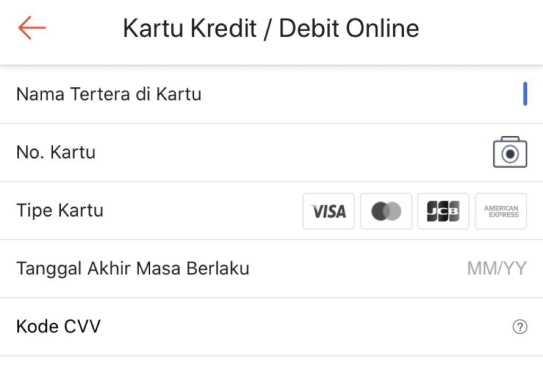 Kartu Kredit / Debit Online
Nama Tertera di Kartu
No. Kartu
Tipe Kartu VISA JCB AMERICAN EXPRESS
Tanggal Akhir Masa Berlaku MM/YY
Kode CVV ?